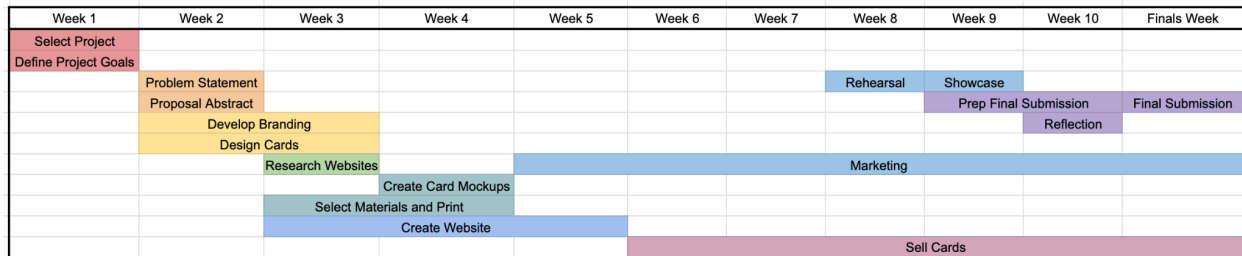 Week 1 Week 2 Week 3 Week 4 Week 5 Week 6 Week 7 Week 8 Week 9 Week 10 Finals Week
Select Project
Define Project Goals
Problem Statement Rehearsal Showcase
Proposal Abstract Prep Final Submission Final Submission
Develop Branding Reflection
Design Cards
Research Websites Marketing
Create Card Mockups
Select Materials and Print
Create Website
Sell Cards